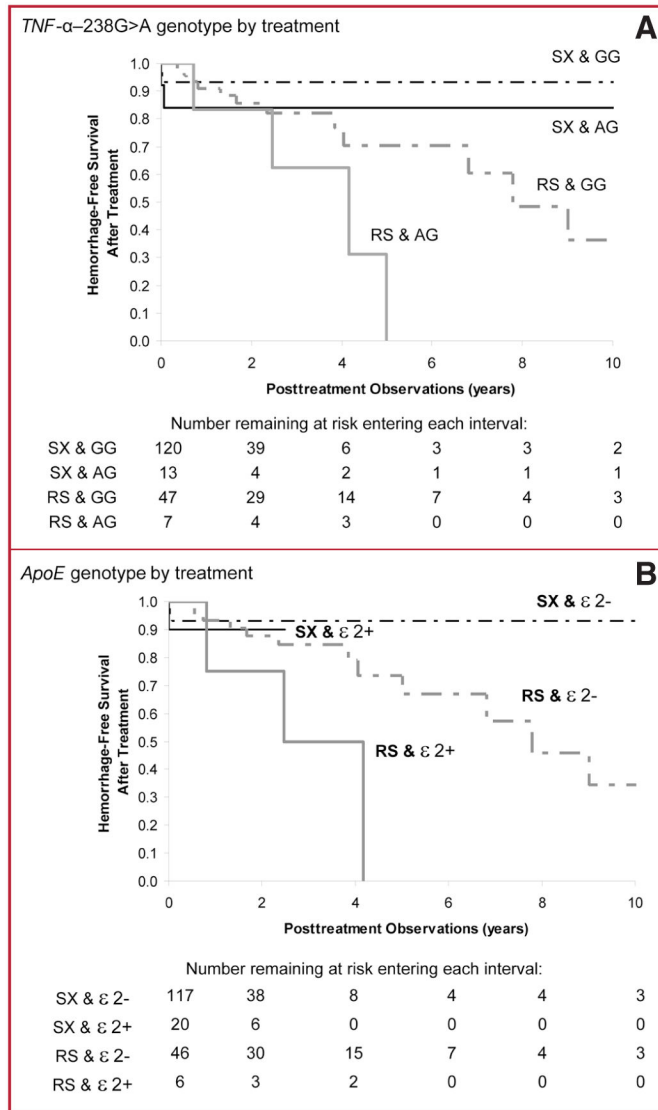 TNF-α–238G>A genotype by treatment
A
SX & GG
SX & AG
RS & GG
RS & AG
Hemorrhage-Free Survival
After Treatment
1.0
0.9
0.8
0.7
0.6
0.5
0.4
0.3
0.2
0.1
0.0
0 2 4 6 8 10
Posttreatment Observations (years)
Number remaining at risk entering each interval:
SX & GG 120 39 6 3 3 2
SX & AG 13 4 2 1 1 1
RS & GG 47 29 14 7 4 3
RS & AG 7 4 3 0 0 0
ApoE genotype by treatment
B
SX & ε 2-
SX & ε 2+
RS & ε 2-
RS & ε 2+
Hemorrhage-Free Survival
After Treatment
1.0
0.9
0.8
0.7
0.6
0.5
0.4
0.3
0.2
0.1
0.0
0 2 4 6 8 10
Posttreatment Observations (years)
Number remaining at risk entering each interval:
SX & ε 2- 117 38 8 4 4 3
SX & ε 2+ 20 6 0 0 0 0
RS & ε 2- 46 30 15 7 4 3
RS & ε 2+ 6 3 2 0 0 0